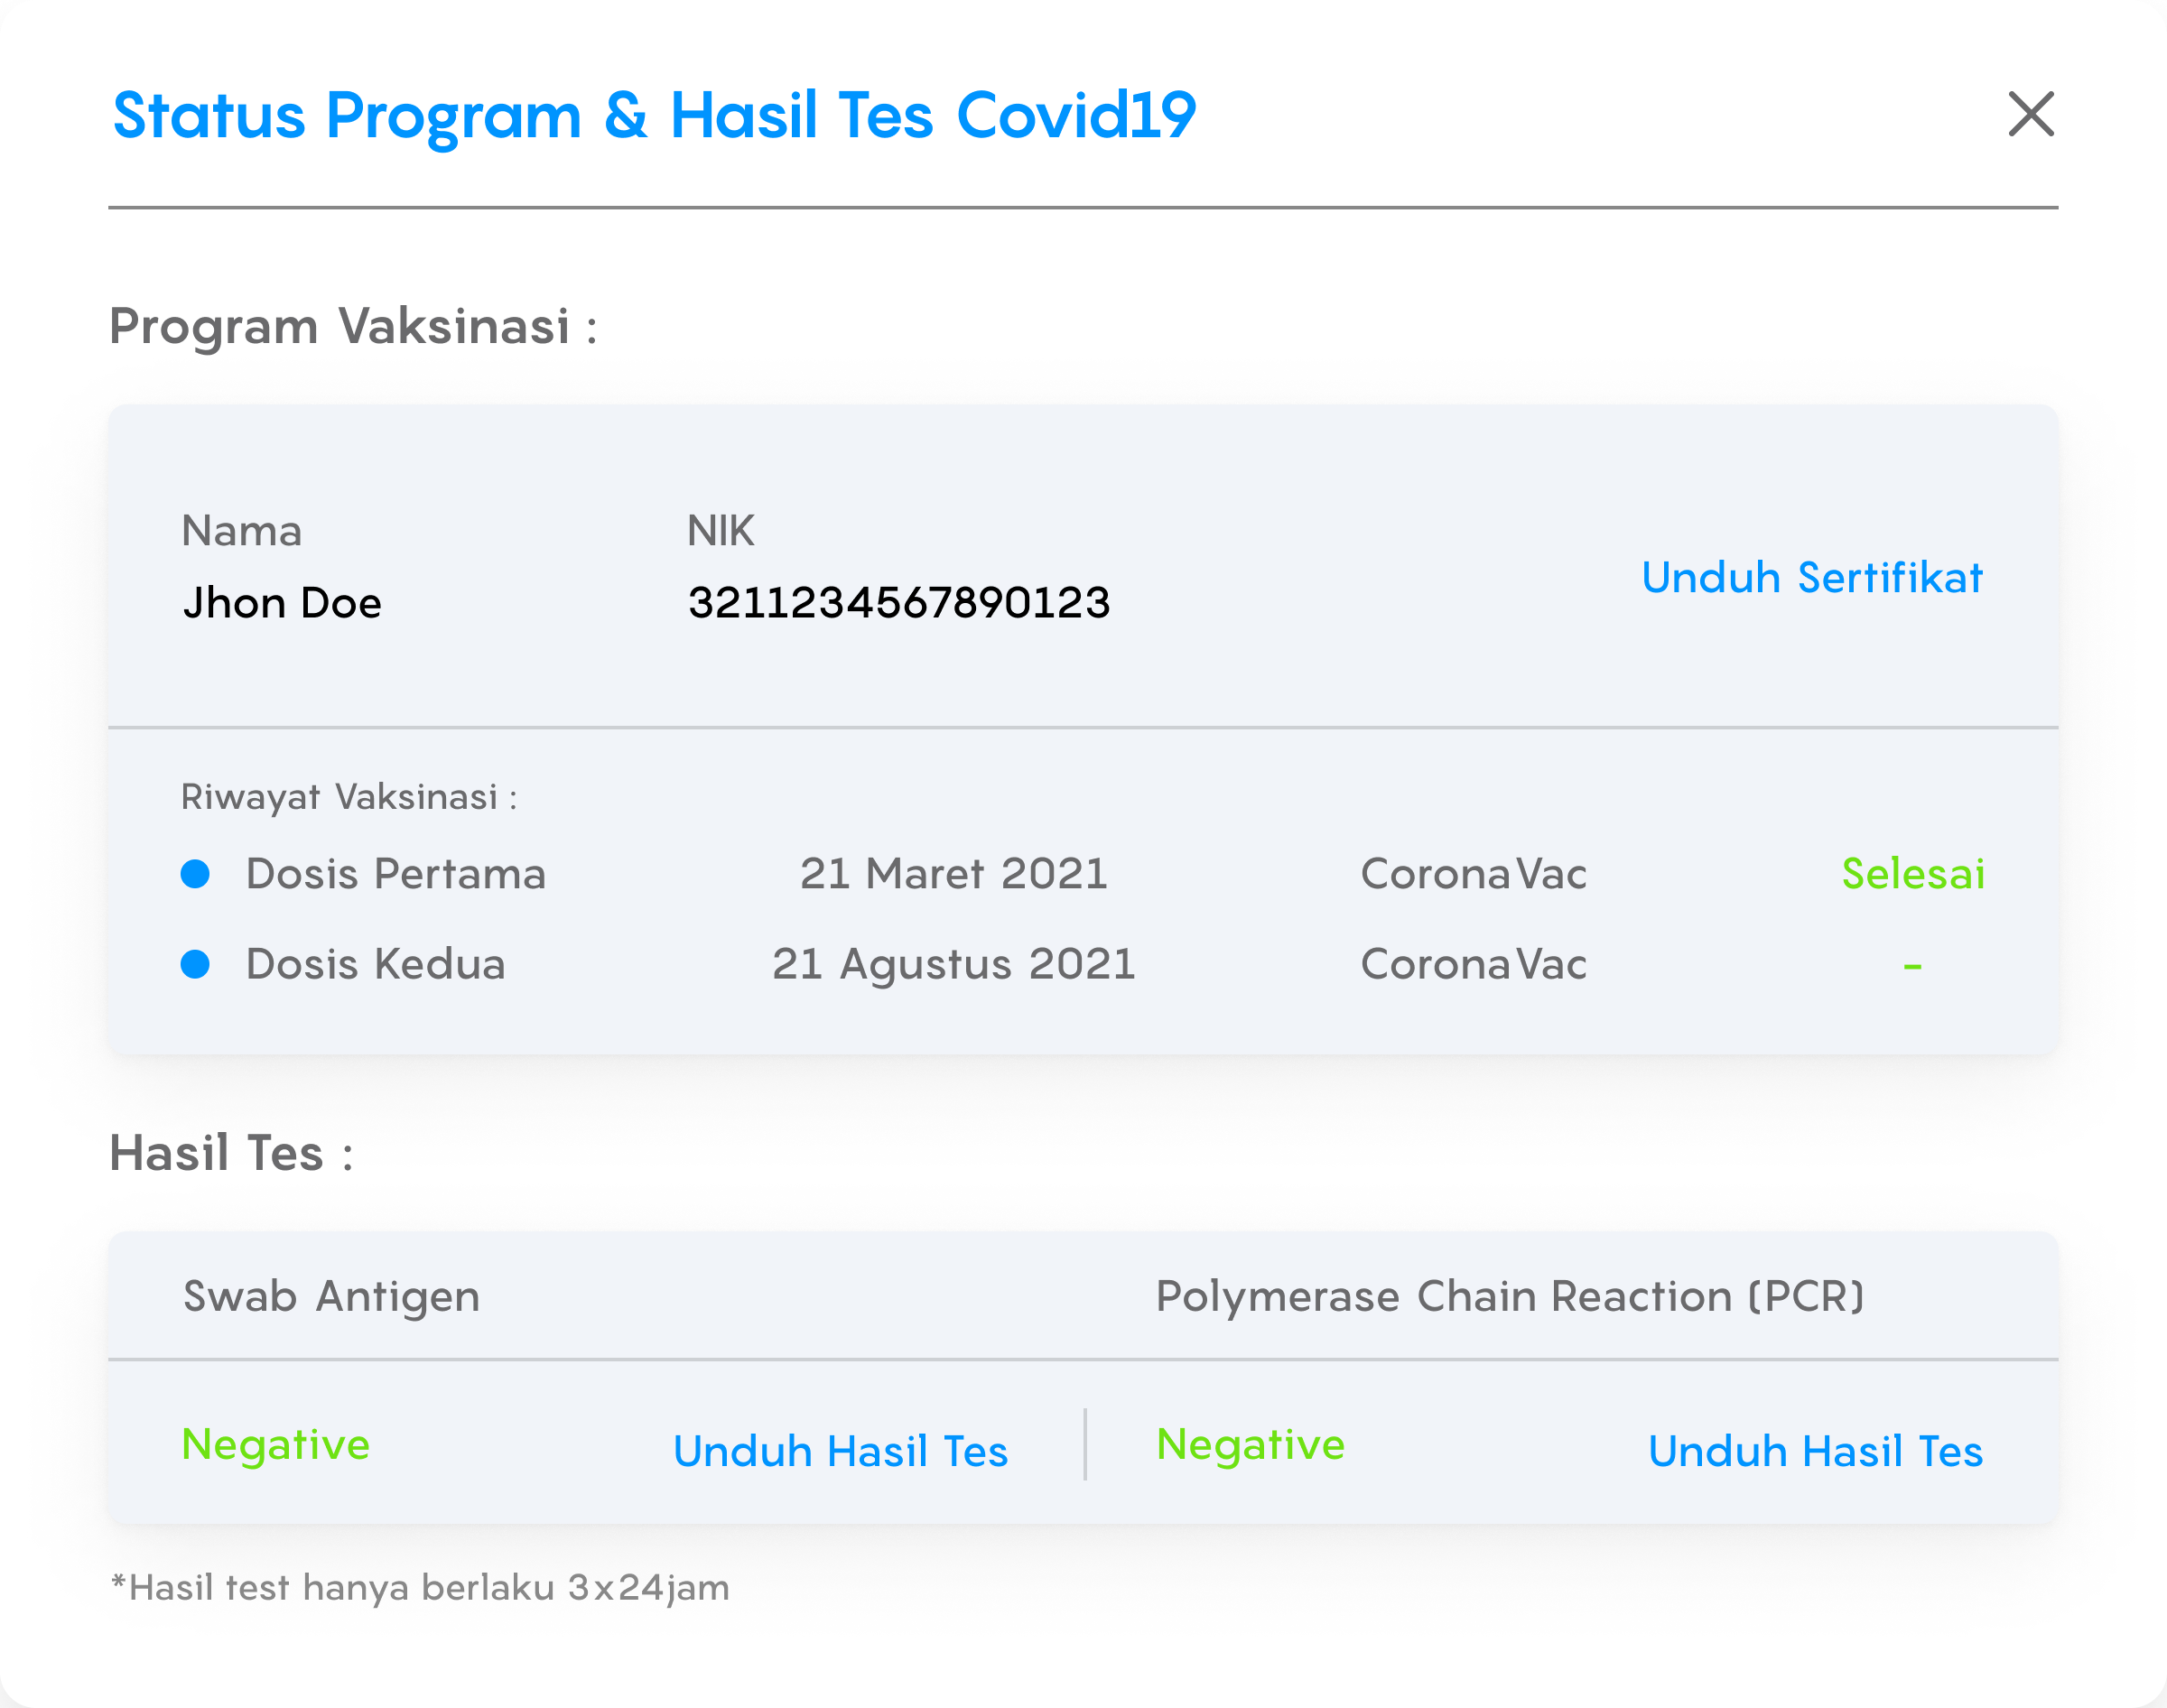 Status Program & Hasil Tes Covid19
Program Vaksinasi :
Nama
NIK
Jhon Doe
3211234567890123
Unduh Sertifikat
Riwayat Vaksinasi :
Dosis Pertama 21 Maret 2021 CoronaVac Selesai
Dosis Kedua 21 Agustus 2021 CoronaVac -
Hasil Tes :
Swab Antigen Polymerase Chain Reaction (PCR)
Negative Unduh Hasil Tes Negative Unduh Hasil Tes
*Hasil test hanya berlaku 3x24jam